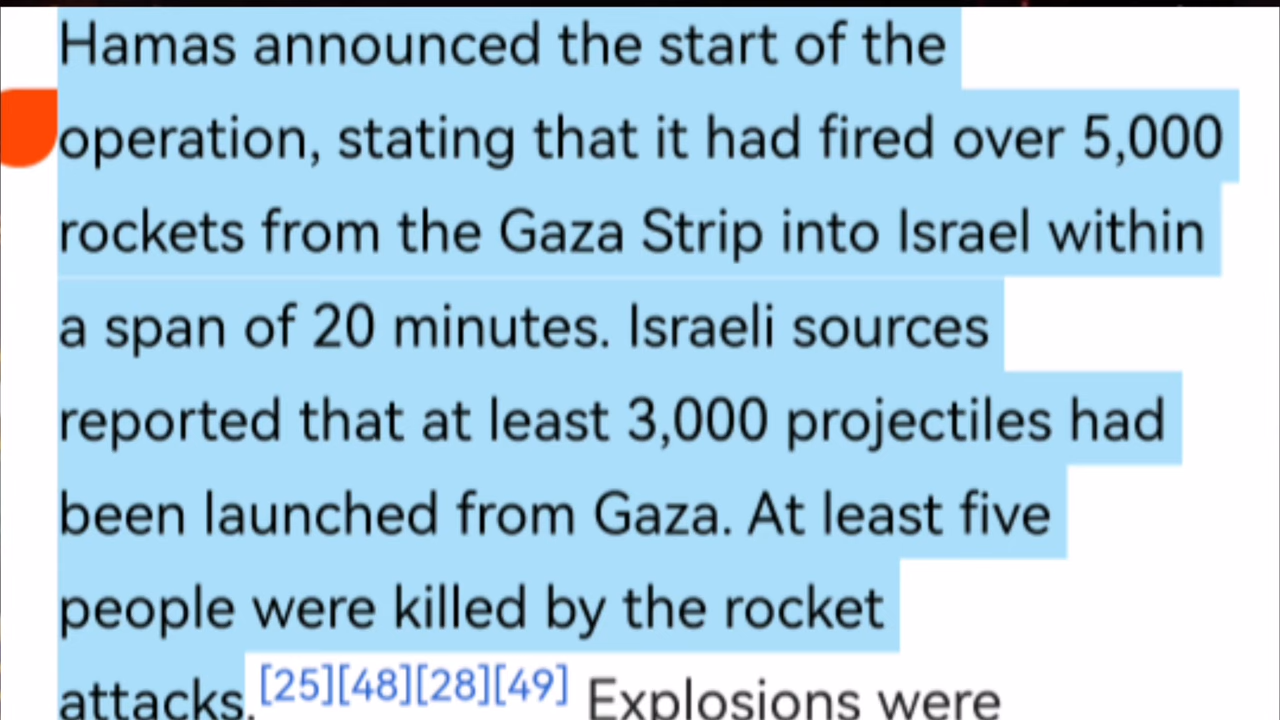 Hamas announced the start of the
operation, stating that it had fired over 5,000
rockets from the Gaza Strip into Israel within
a span of 20 minutes. Israeli sources
reported that at least 3,000 projectiles had
been launched from Gaza. At least five
people were killed by the rocket
attacks.[25][48][28][49] Explosions were